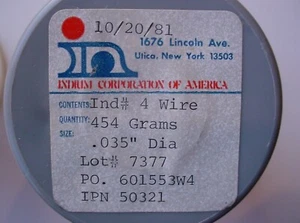 10/20/81
1676 Lincoln Ave.
Utica, New York 13503
INDIUM CORPORATION OF AMERICA
CONTENTS: Ind# 4 Wire
QUANTITY: 454 Grams
SIZE: .035" Dia
Lot# 7377
PO. 601553W4
IPN 50321